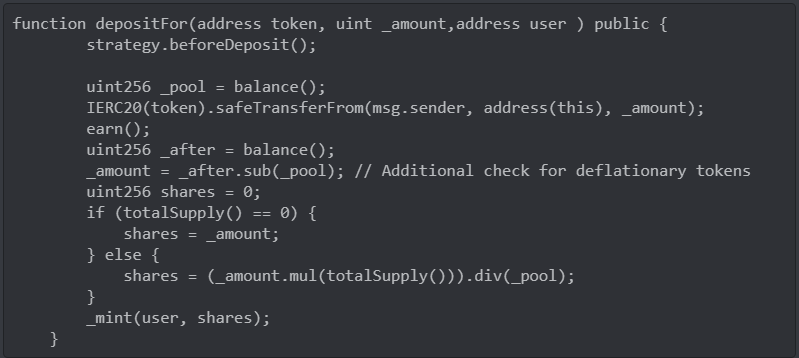 function depositFor(address token, uint _amount,address user ) public {
        strategy.beforeDeposit();

        uint256 _pool = balance();
        IERC20(token).safeTransferFrom(msg.sender, address(this), _amount);
        earn();
        uint256 _after = balance();
        _amount = _after.sub(_pool); // Additional check for deflationary tokens
        uint256 shares = 0;
        if (totalSupply() == 0) {
            shares = _amount;
        } else {
            shares = (_amount.mul(totalSupply())).div(_pool);
        }
        _mint(user, shares);
    }